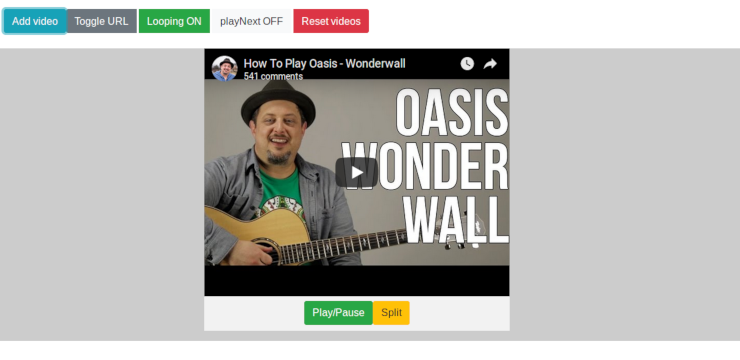 Add video Toggle URL Looping ON playNext OFF Reset videos
How To Play Oasis - Wonderwall
541 comments
OASIS
WONDER
WALL
Play/Pause Split